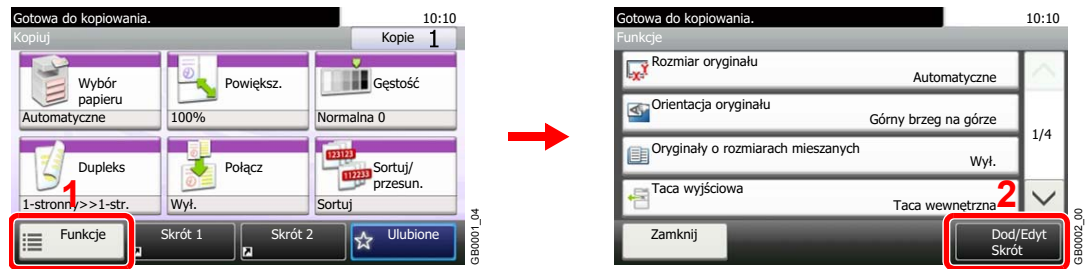 Gotowa do kopiowania.
10:10
Kopiuj
Kopie 1
Wybór
papieru
Automatyczne
Powiększ.
100%
Gęstość
Normalna 0
Dupleks
1-stronny>>1-str.
Połącz
Wył.
123123
112233
Sortuj/
przesun.
Sortuj
1
Funkcje
Skrót 1
Skrót 2
Ulubione
GB0001_04
Gotowa do kopiowania.
10:10
Funkcje
Rozmiar oryginału
Automatyczne
Orientacja oryginału
Górny brzeg na górze
Oryginały o rozmiarach mieszanych
Wył.
Taca wyjściowa
Taca wewnętrzna
1/4
2
Zamknij
Dod/Edyt
Skrót
GB0002_00